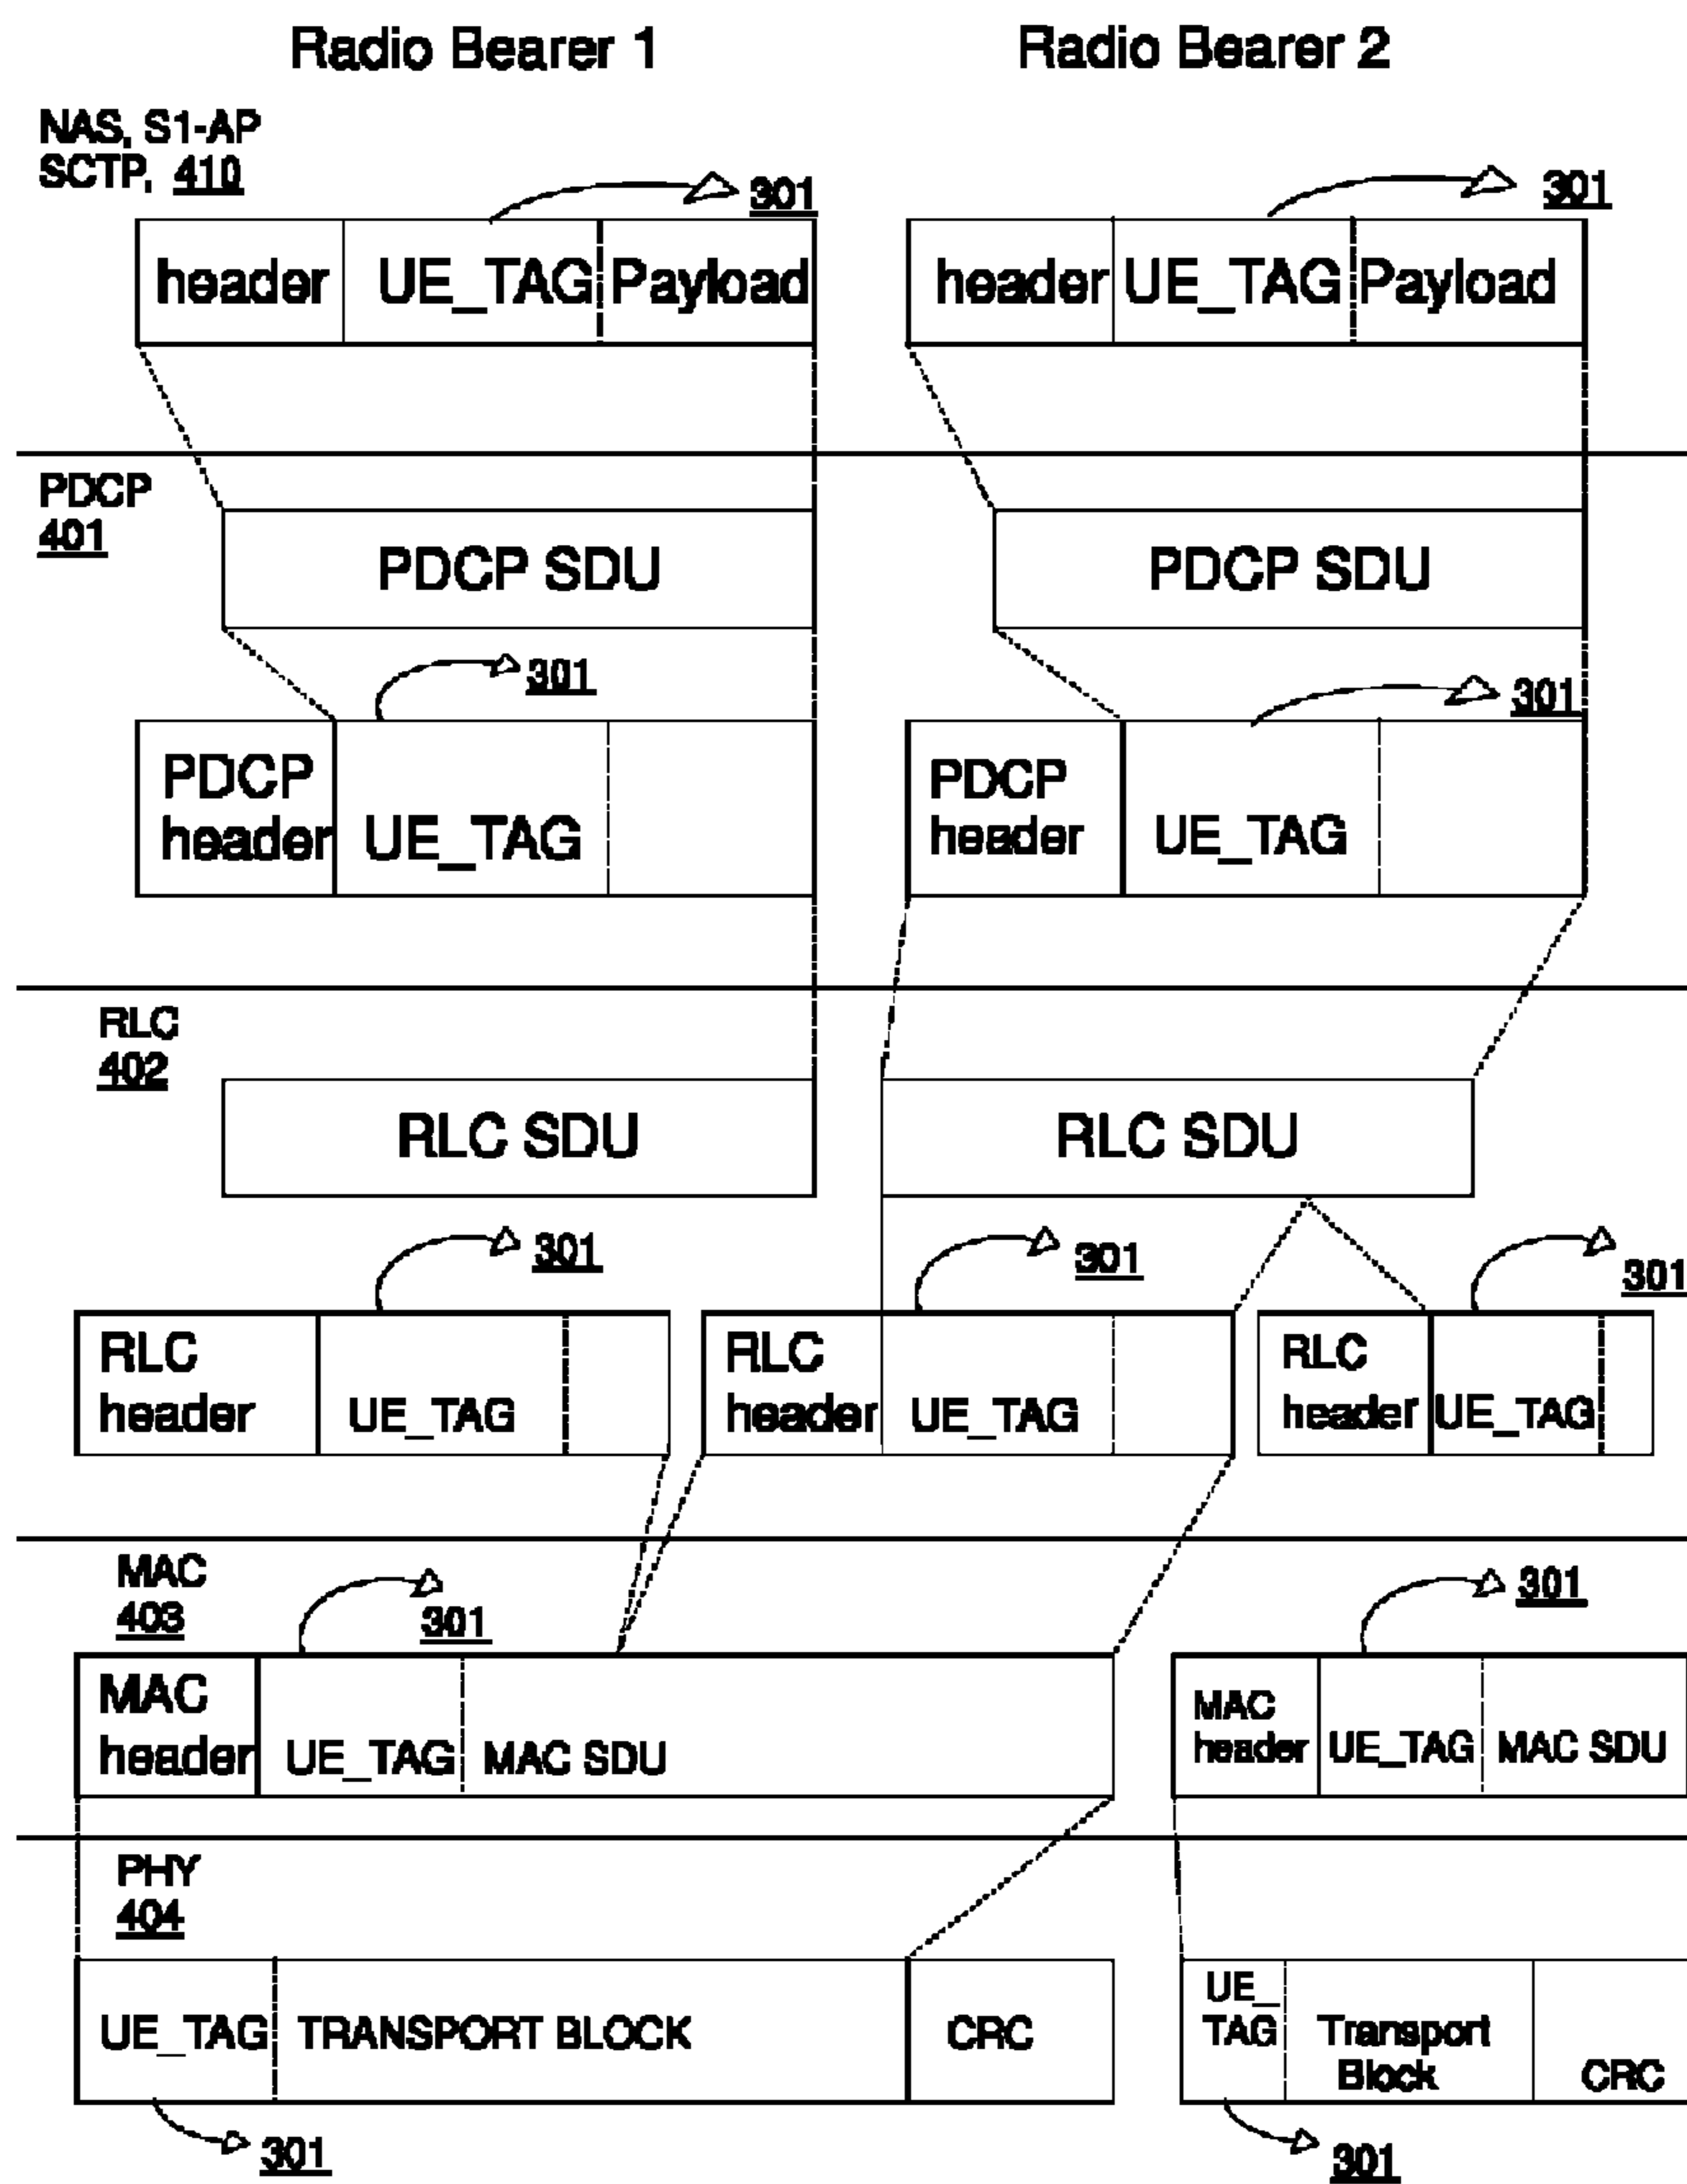 Radio Bearer 1
Radio Bearer 2
NAS, S1-AP
SCTP, 410
301
301
header UE_TAG Payload
header UE_TAG Payload
PDCP
401
PDCP SDU
PDCP SDU
301
301
PDCP
header UE_TAG
PDCP
header UE_TAG
RLC
402
RLC SDU
RLC SDU
301
301
301
RLC
header UE_TAG
RLC
header UE_TAG
RLC
header UE_TAG
MAC
403
301
301
MAC
header UE_TAG MAC SDU
MAC
header UE_TAG MAC SDU
PHY
404
UE_TAG TRANSPORT BLOCK CRC
UE_
TAG Transport
Block CRC
301
301